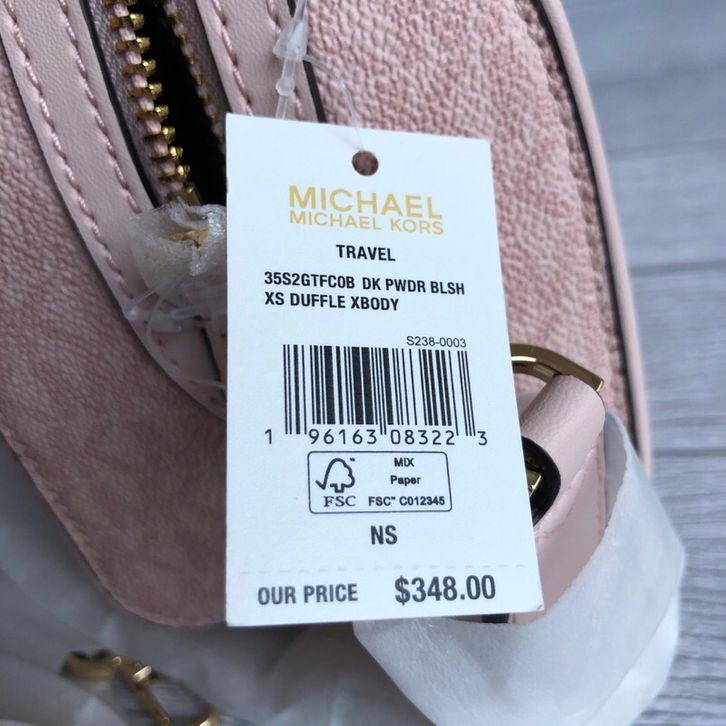 MICHAEL
MICHAEL KORS
TRAVEL
35S2GTFC0B DK PWDR BLSH
XS DUFFLE XBODY
S238-0003
1 96163 08322 3
FSC
MIX
Paper
FSC™ C012345
NS
OUR PRICE $348.00